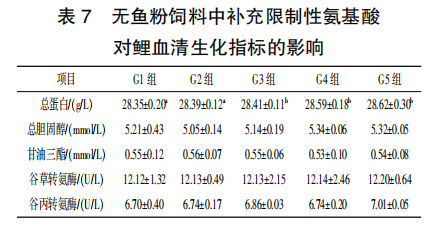 表 7 无鱼粉饲料中补充限制性氨基酸
对鲤血清生化指标的影响
项目 G1 组 G2 组 G3 组 G4 组 G5 组
总蛋白/(g/L) 28.35±0.20ᵃ 28.39±0.12ᵃ 28.41±0.11ᵇ 28.59±0.18ᵇ 28.62±0.30ᵇ
总胆固醇/(mmol/L) 5.21±0.43 5.05±0.14 5.14±0.19 5.34±0.06 5.32±0.05
甘油三酯/(mmol/L) 0.55±0.12 0.56±0.07 0.55±0.06 0.53±0.10 0.54±0.08
谷草转氨酶/(U/L) 12.12±1.32 12.13±0.49 12.13±2.15 12.14±2.46 12.20±0.64
谷丙转氨酶/(U/L) 6.70±0.40 6.74±0.17 6.86±0.03 6.74±0.20 7.01±0.05